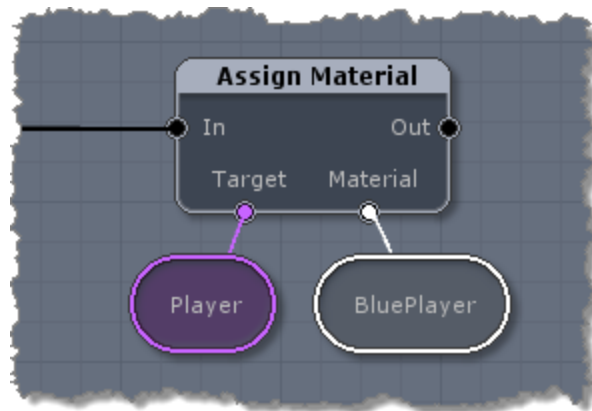 Assign Material
In Out
Target Material
Player BluePlayer